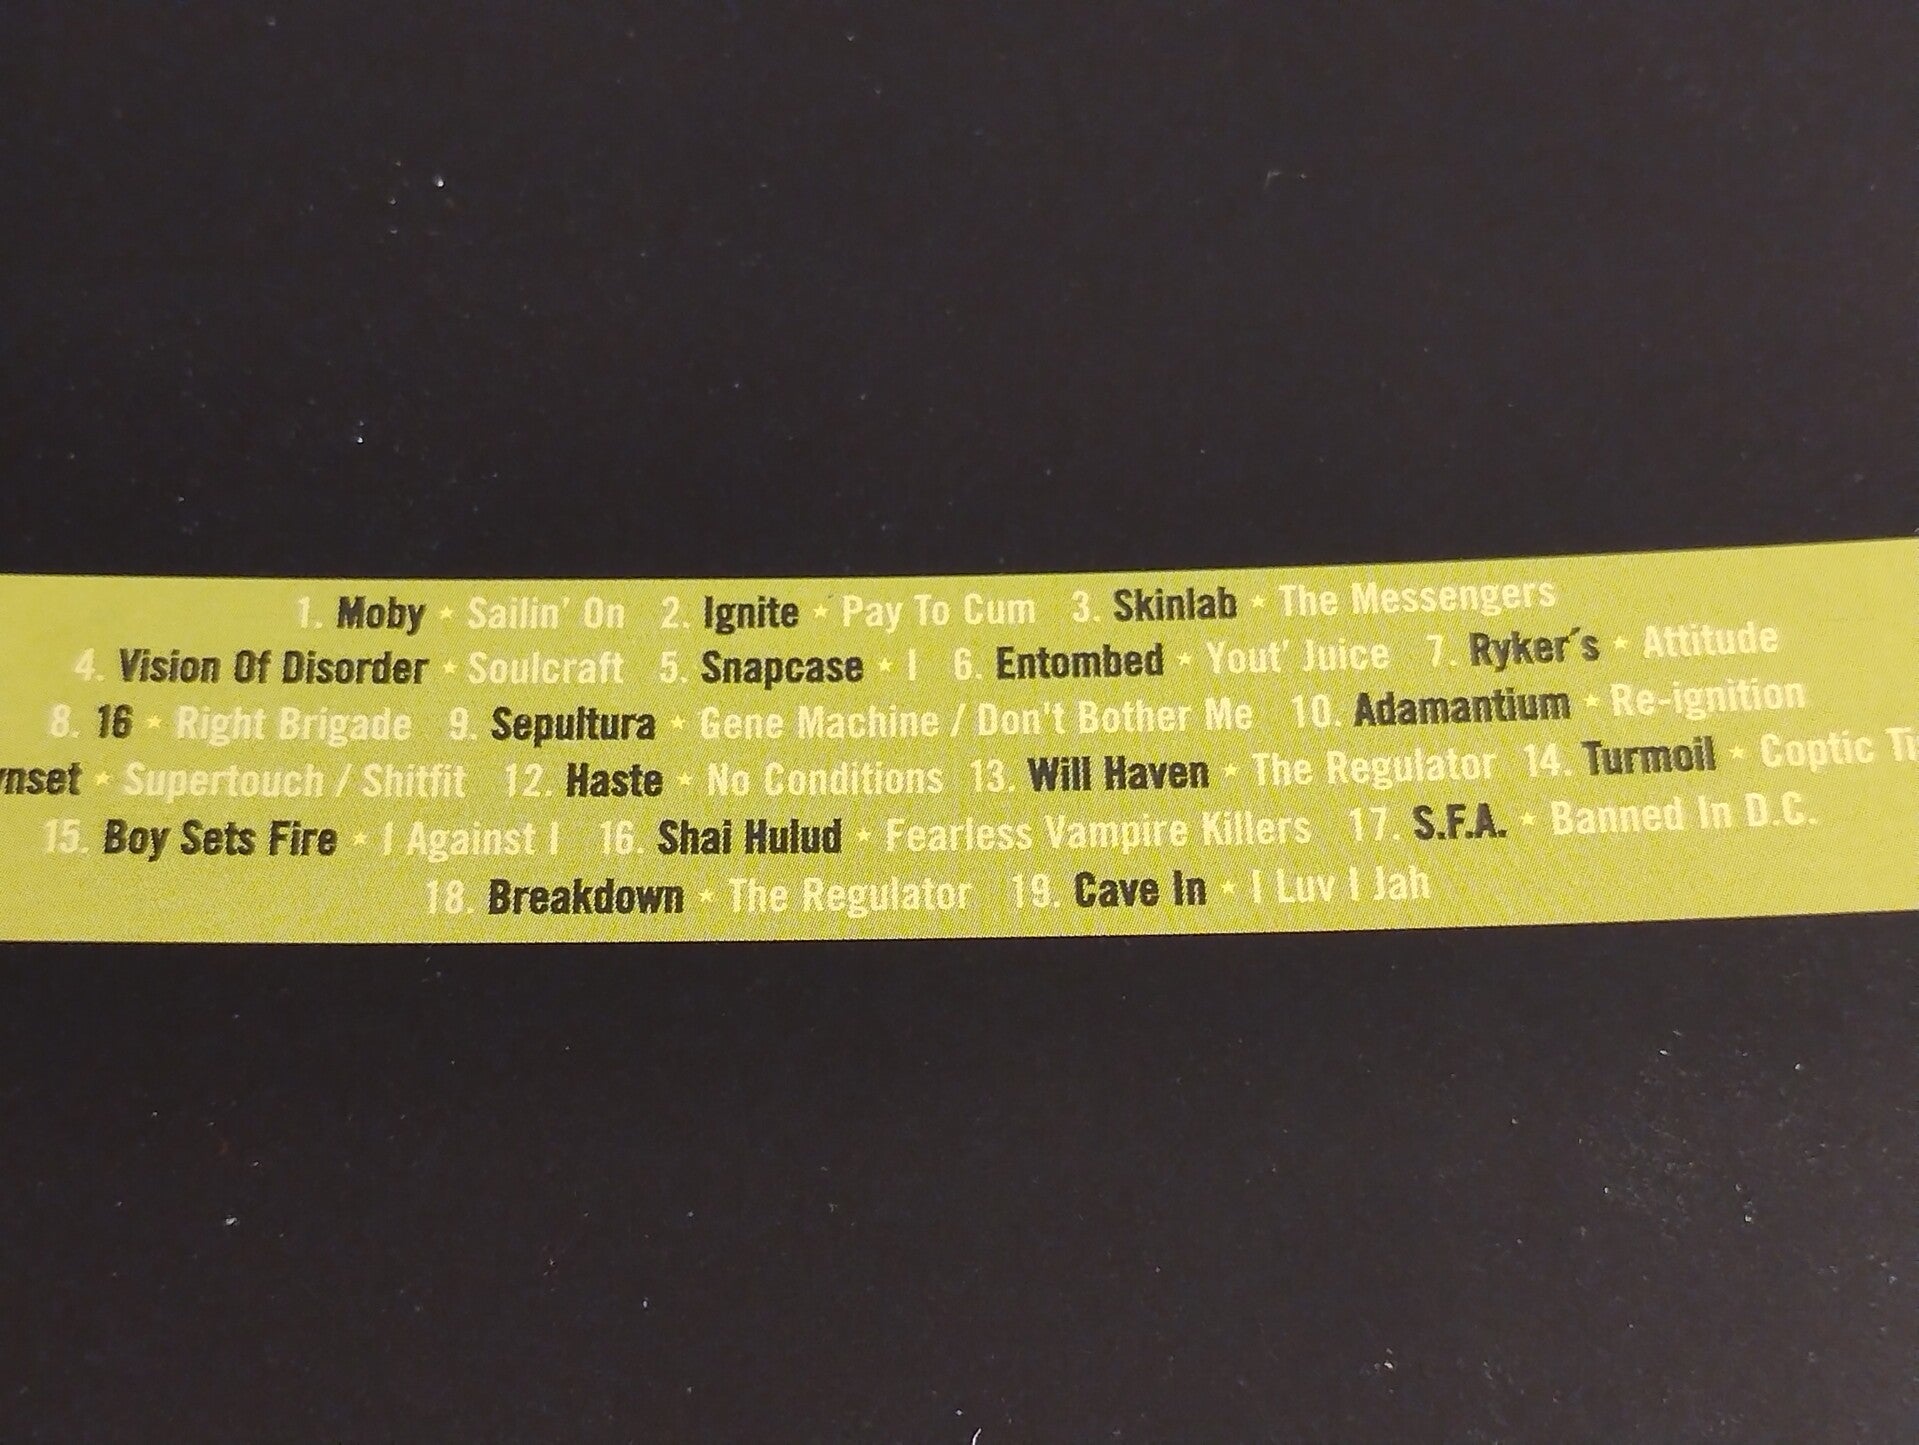 1. Moby ★ Sailin' On 2. Ignite ★ Pay To Cum 3. Skinlab ★ The Messengers
4. Vision Of Disorder ★ Soulcraft 5. Snapcase ★ I 6. Entombed ★ Yout' Juice 7. Ryker´s ★ Attitude
8. 16 ★ Right Brigade 9. Sepultura ★ Gene Machine / Don't Bother Me 10. Adamantium ★ Re-ignition
ynset ★ Supertouch / Shitfit 12. Haste ★ No Conditions 13. Will Haven ★ The Regulator 14. Turmoil ★ Coptic
15. Boy Sets Fire ★ I Against I 16. Shai Hulud ★ Fearless Vampire Killers 17. S.F.A. ★ Banned In D.C.
18. Breakdown ★ The Regulator 19. Cave In ★ I Luv I Jah